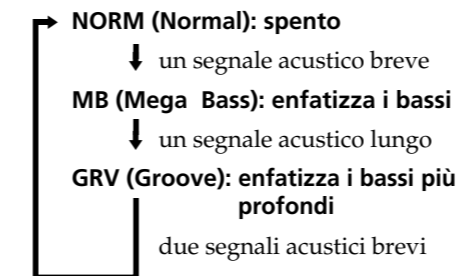 NORM (Normal): spento
un segnale acustico breve
MB (Mega Bass): enfatizza i bassi
un segnale acustico lungo
GRV (Groove): enfatizza i bassi più
profondi
due segnali acustici brevi